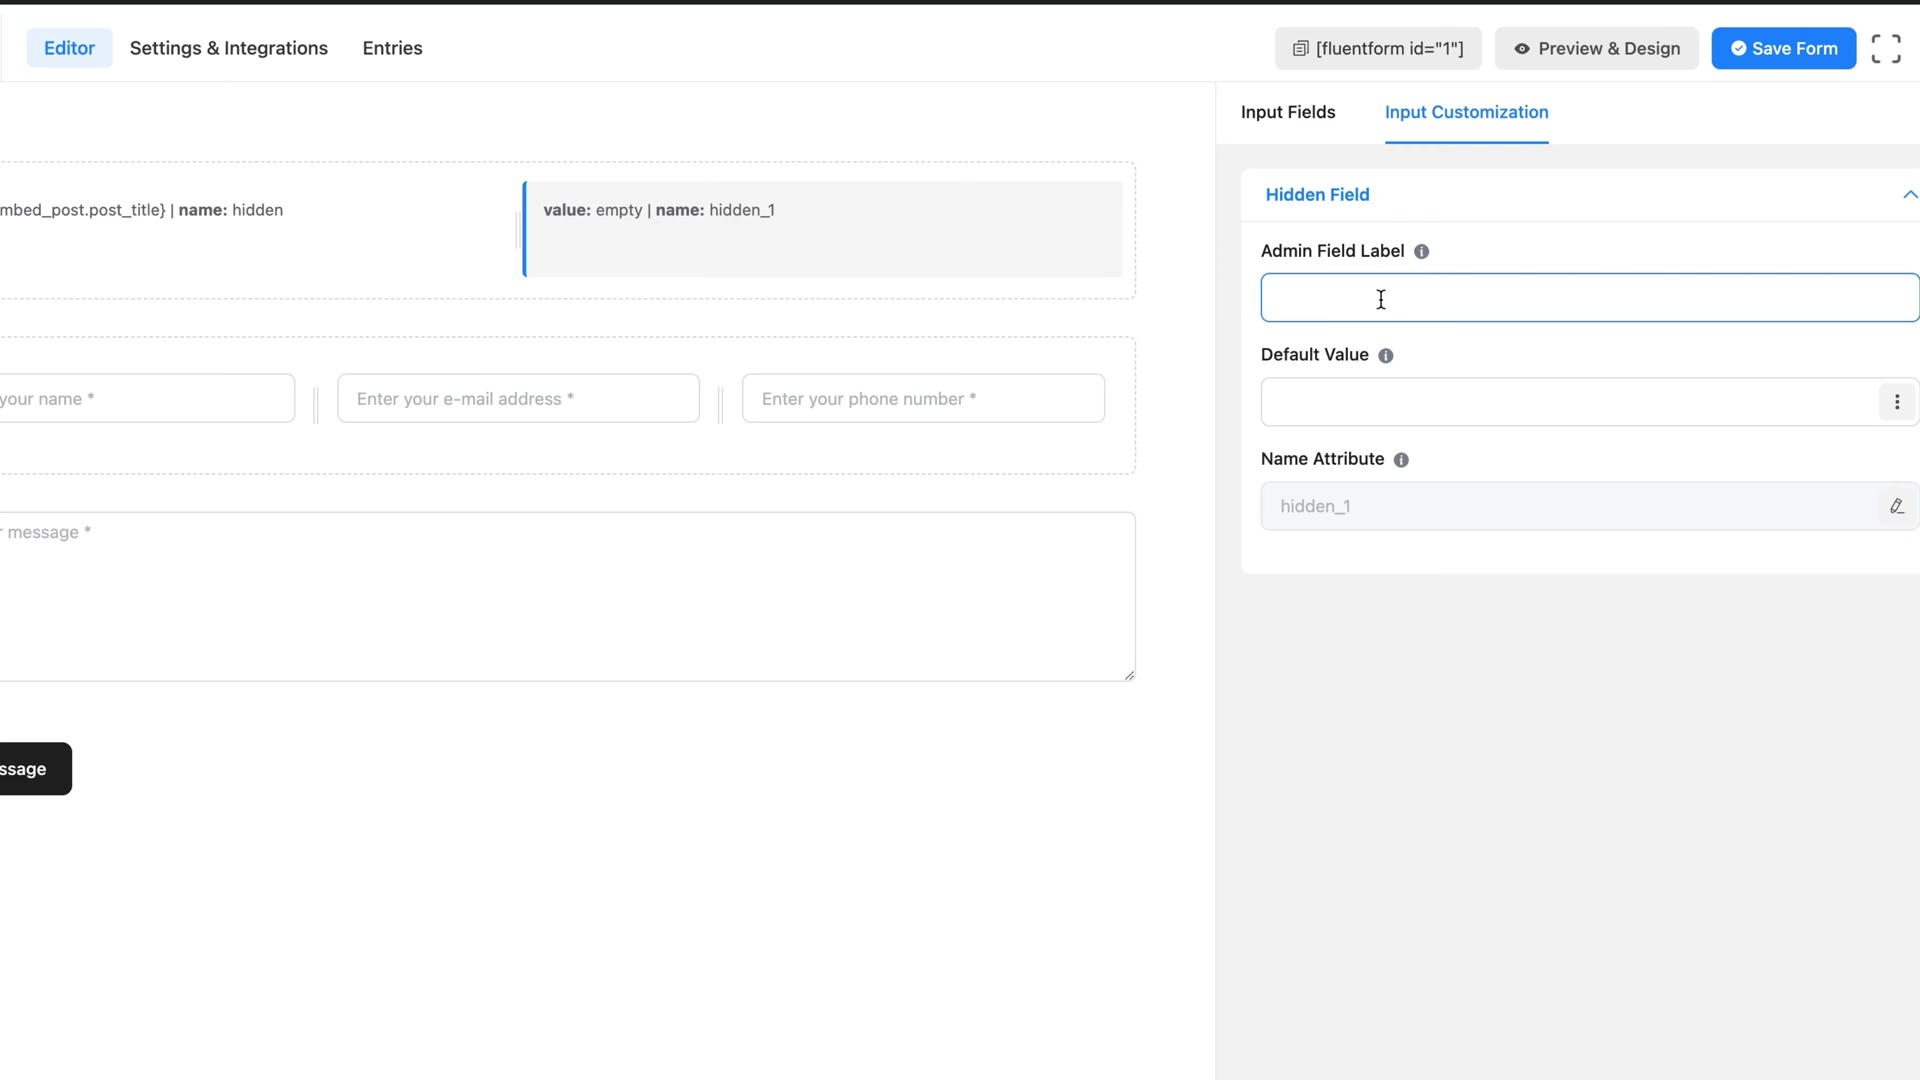 Editor Settings & Integrations Entries [fluentform id="1"] Preview & Design Save Form
Input Fields Input Customization
Hidden Field
mbed_post.post_title} | name: hidden
value: empty | name: hidden_1
Admin Field Label
Default Value
your name *
Enter your e-mail address *
Enter your phone number *
Name Attribute
hidden_1
r message *
ssage